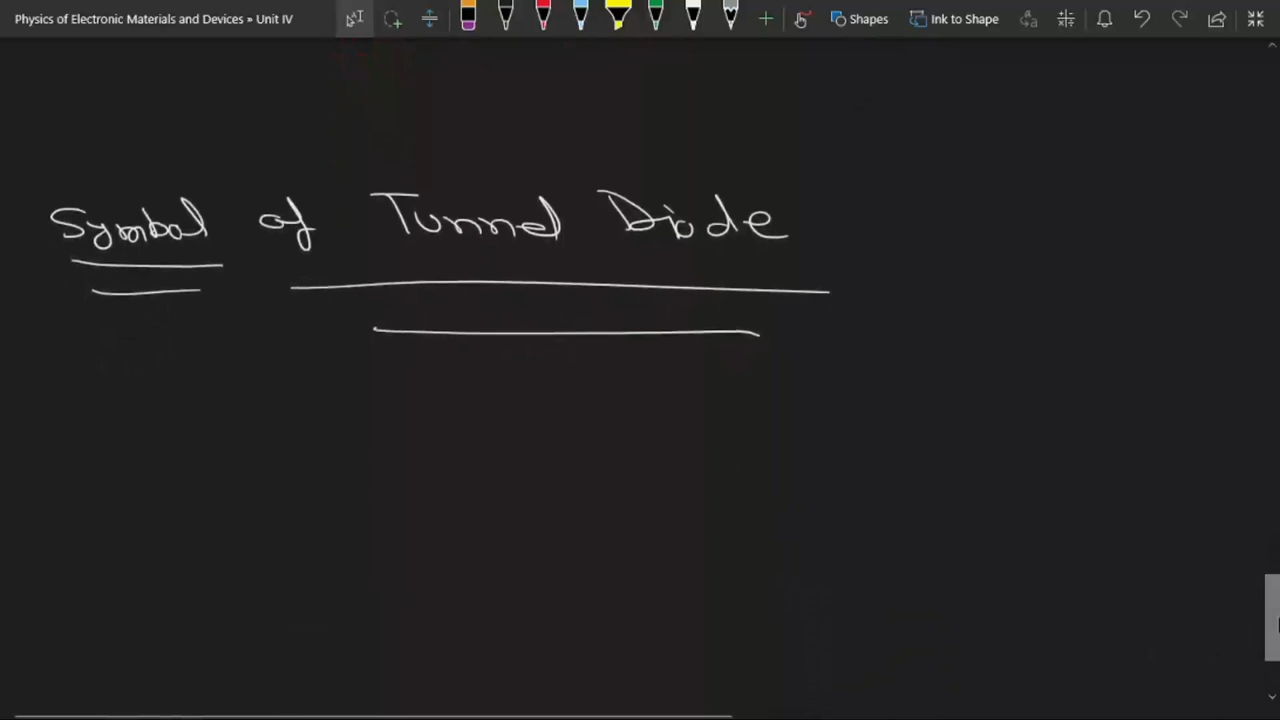 Physics of Electronic Materials and Devices » Unit IV
Shapes
Ink to Shape
Symbol of Tunnel Diode